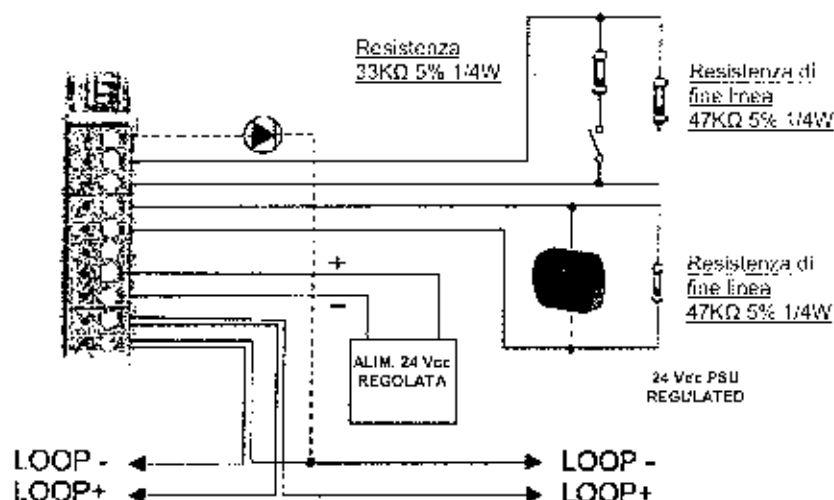 Resistenza
33KΩ 5% 1/4W
Resistenza di
fine linea
47KΩ 5% 1/4W
+
−
Resistenza di
fine linea
47KΩ 5% 1/4W
ALIM. 24 Vcc
REGOLATA
24 Vcc PSU
REGULATED
LOOP -
LOOP -
LOOP+
LOOP+